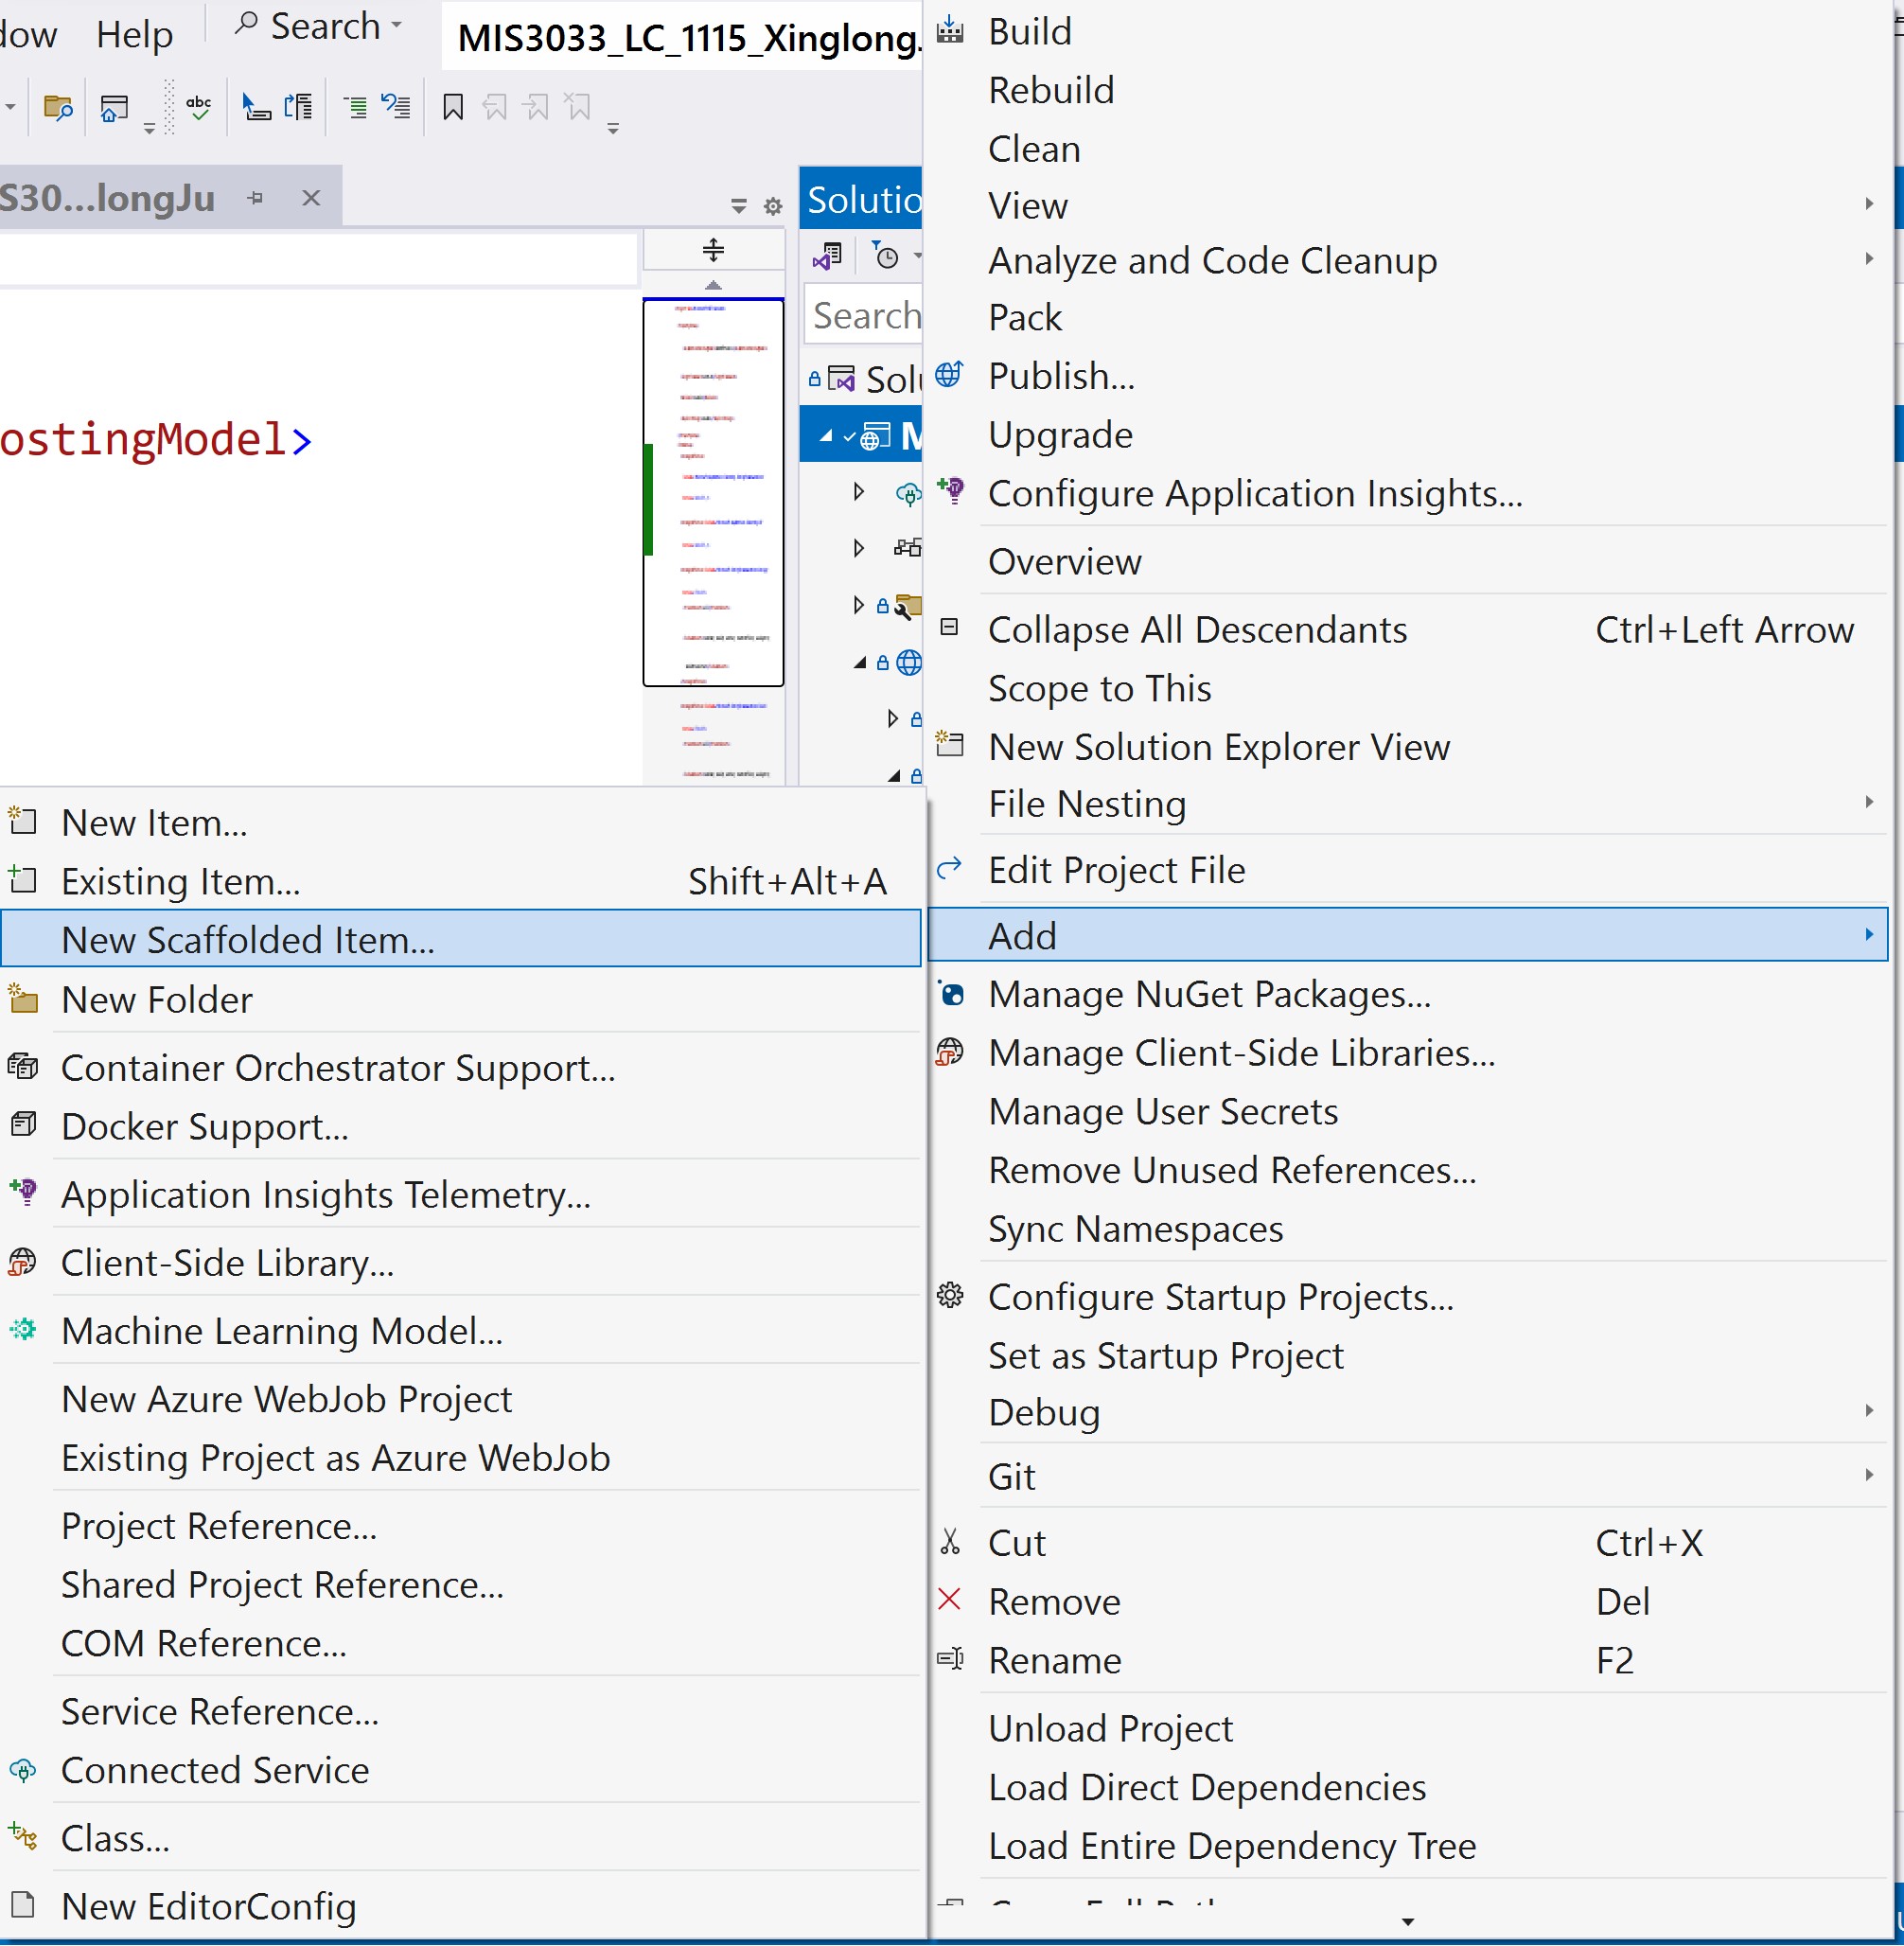 Help
Search
MIS3033_LC_1115_Xinglong
S30...longJu
ostingModel>
Search
Build
Rebuild
Clean
View
Analyze and Code Cleanup
Pack
Publish...
Upgrade
Configure Application Insights...
Overview
Collapse All Descendants Ctrl+Left Arrow
Scope to This
New Solution Explorer View
File Nesting
Edit Project File
Add
Manage NuGet Packages...
Manage Client-Side Libraries...
Manage User Secrets
Remove Unused References...
Sync Namespaces
Configure Startup Projects...
Set as Startup Project
Debug
Git
Cut Ctrl+X
Remove Del
Rename F2
Unload Project
Load Direct Dependencies
Load Entire Dependency Tree
New Item...
Existing Item... Shift+Alt+A
New Scaffolded Item...
New Folder
Container Orchestrator Support...
Docker Support...
Application Insights Telemetry...
Client-Side Library...
Machine Learning Model...
New Azure WebJob Project
Existing Project as Azure WebJob
Project Reference...
Shared Project Reference...
COM Reference...
Service Reference...
Connected Service
Class...
New EditorConfig